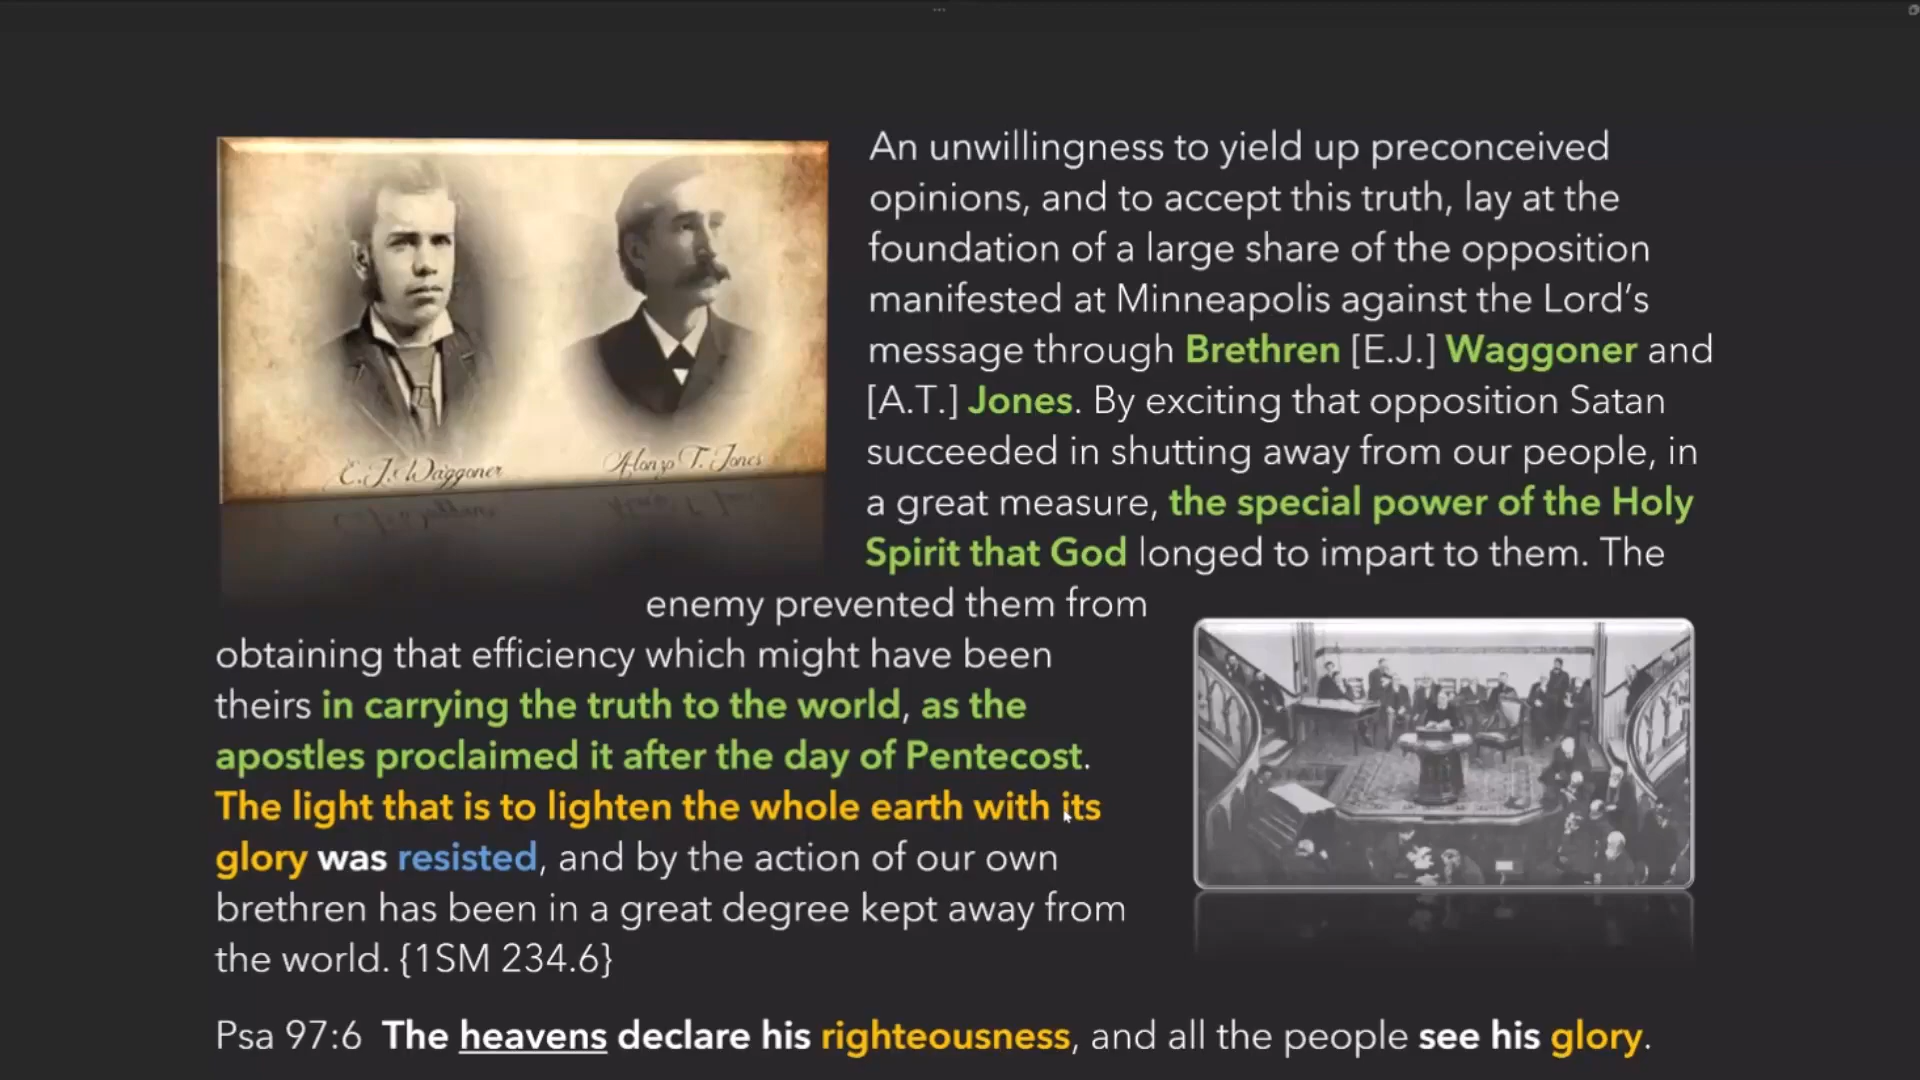 An unwillingness to yield up preconceived
opinions, and to accept this truth, lay at the
foundation of a large share of the opposition
manifested at Minneapolis against the Lord's
message through Brethren [E.J.] Waggoner and
[A.T.] Jones. By exciting that opposition Satan
succeeded in shutting away from our people, in
a great measure, the special power of the Holy
Spirit that God longed to impart to them. The
enemy prevented them from
obtaining that efficiency which might have been
theirs in carrying the truth to the world, as the
apostles proclaimed it after the day of Pentecost.
The light that is to lighten the whole earth with its
glory was resisted, and by the action of our own
brethren has been in a great degree kept away from
the world. {1SM 234.6}
Psa 97:6 The heavens declare his righteousness, and all the people see his glory.
E.J. Waggoner
Alonzo T. Jones